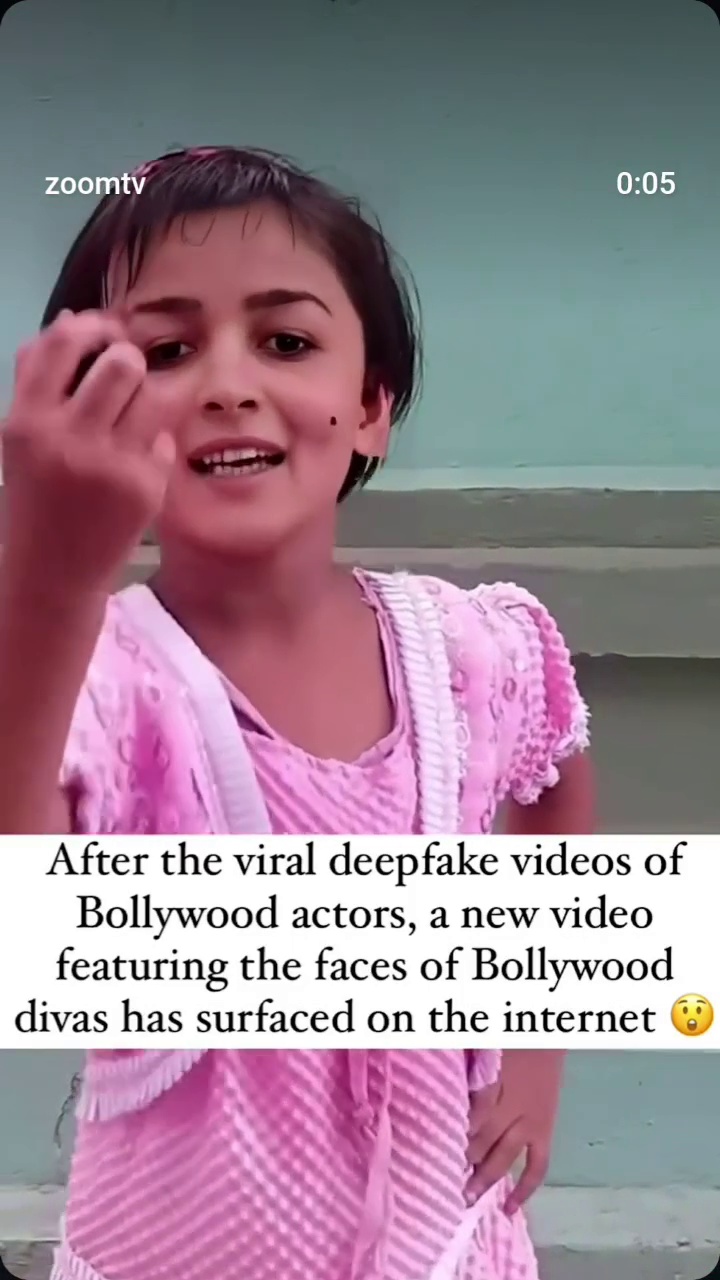 zoomtv 0:05
After the viral deepfake videos of
Bollywood actors, a new video
featuring the faces of Bollywood
divas has surfaced on the internet 😲